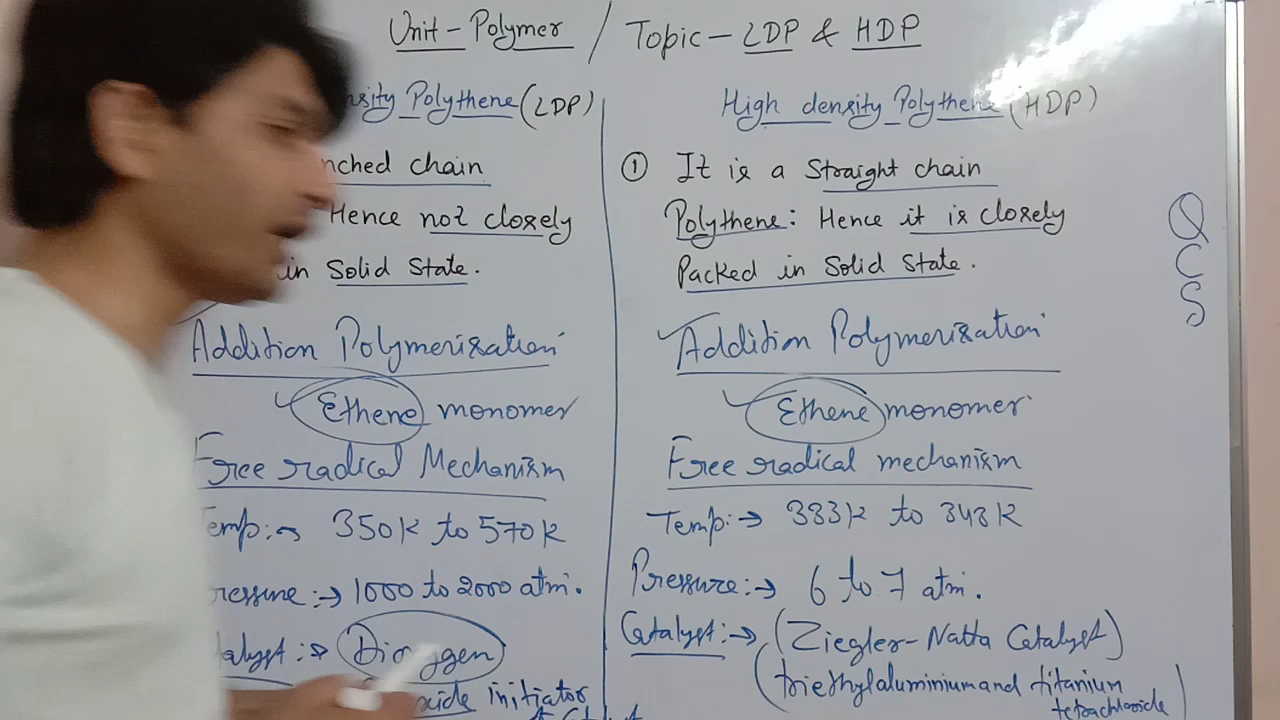 Unit - Polymer / Topic - LDP & HDP
Polythene (LDP)
chain
Hence not closely
in Solid State.
Addition Polymerization
Ethene monomer
Free radical Mechanism
Temp: → 350K to 570K
Pressure :→ 1000 to 2000 atm.
initiator
High density Polythene (HDP)
① It is a Straight chain
Polythene: Hence it is closely
Packed in Solid State.
Addition Polymerization
Ethene monomer
Free radical mechanism
Temp: → 333K to 343K
Pressure: → 6 to 7 atm.
Catalyst: → (Ziegler-Natta Catalyst)
(triethylaluminium and titanium
tetrachloride)
Q
C
S